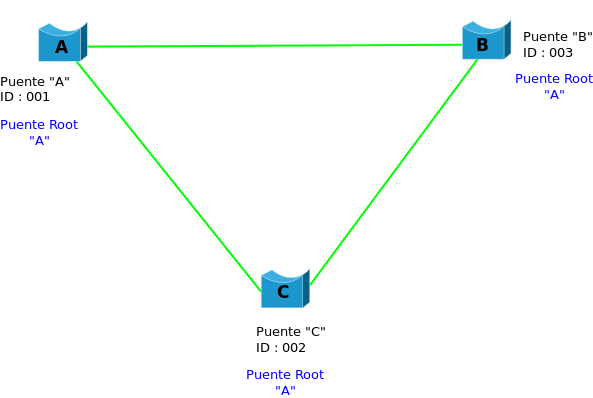 A
Puente "A"
ID : 001
Puente Root
"A"
B
Puente "B"
ID : 003
Puente Root
"A"
C
Puente "C"
ID : 002
Puente Root
"A"